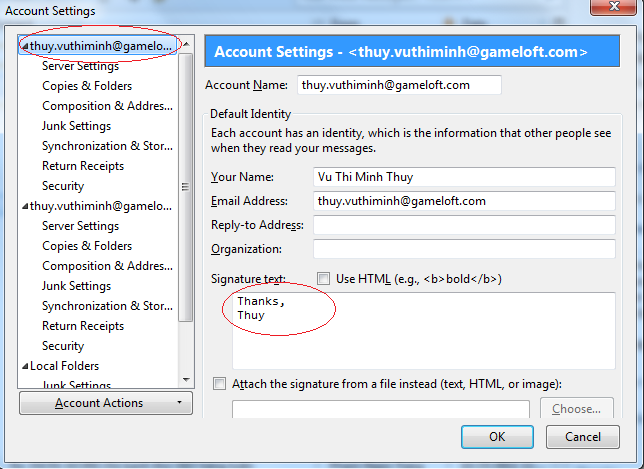 Account Settings
thuy.vuthiminh@gamelo...
Server Settings
Copies & Folders
Composition & Addres...
Junk Settings
Synchronization & Stor...
Return Receipts
Security
thuy.vuthiminh@gamelo...
Server Settings
Copies & Folders
Composition & Addres...
Junk Settings
Synchronization & Stor...
Return Receipts
Security
Local Folders
Junk Settings
Account Actions
Account Settings - <thuy.vuthiminh@gameloft.com>
Account Name: thuy.vuthiminh@gameloft.com
Default Identity
Each account has an identity, which is the information that other people see
when they read your messages.
Your Name: Vu Thi Minh Thuy
Email Address: thuy.vuthiminh@gameloft.com
Reply-to Address:
Organization:
Signature text: Use HTML (e.g., <b>bold</b>)
Thanks,
Thuy
Attach the signature from a file instead (text, HTML, or image):
Choose...
OK Cancel